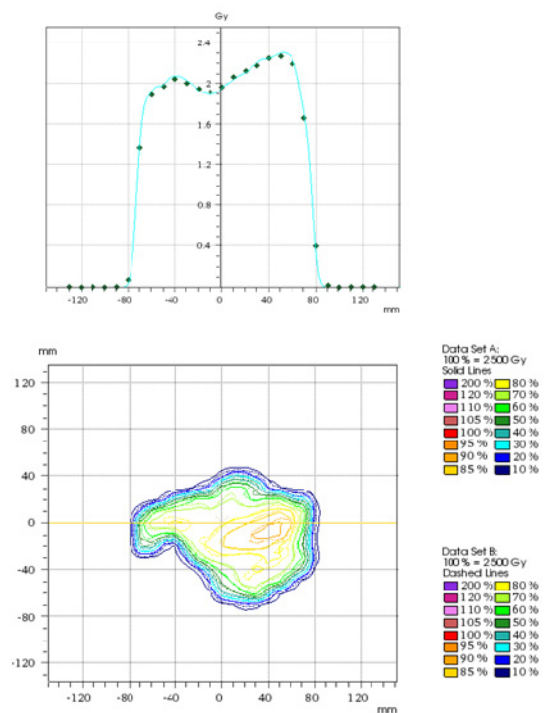 Gy
2.4
2
1.6
1.2
0.8
0.4
-120 -80 -40 0 40 80 120
mm
mm
120
80
40
0
-40
-80
-120
-120 -80 -40 0 40 80 120
mm
Data Set A:
100 % = 2500 Gy
Solid Lines
200 % 80 %
120 % 70 %
110 % 60 %
105 % 50 %
100 % 40 %
95 % 30 %
90 % 20 %
85 % 10 %
Data Set B:
100 % = 2500 Gy
Dashed Lines
200 % 80 %
120 % 70 %
110 % 60 %
105 % 50 %
100 % 40 %
95 % 30 %
90 % 20 %
85 % 10 %